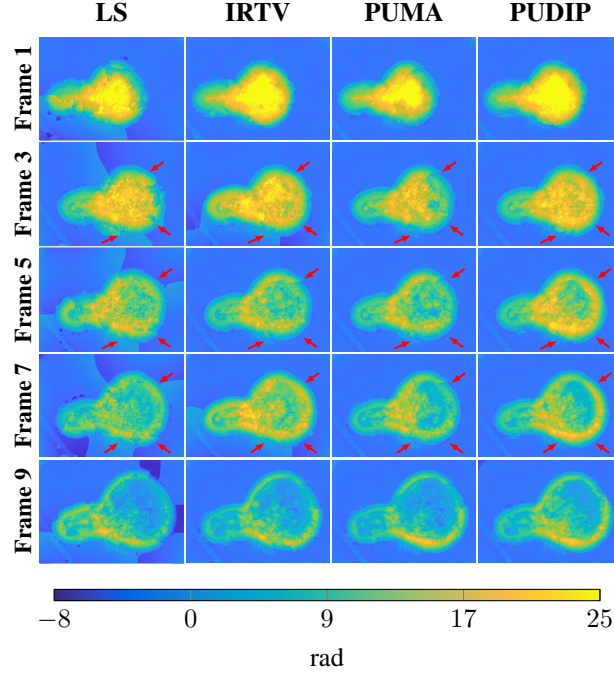 LS IRTV PUMA PUDIP
Frame 1
Frame 3
Frame 5
Frame 7
Frame 9
−8 0 9 17 25
rad